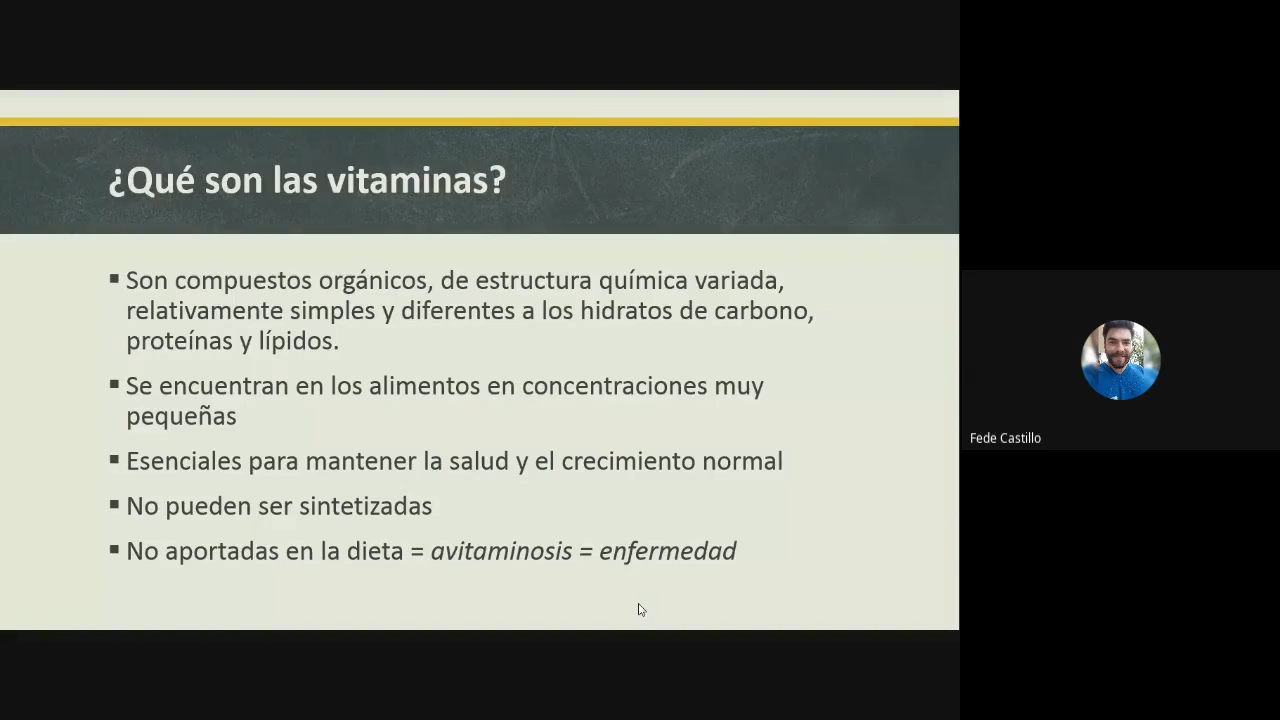 ¿Qué son las vitaminas?
▪ Son compuestos orgánicos, de estructura química variada,
relativamente simples y diferentes a los hidratos de carbono,
proteínas y lípidos.
▪ Se encuentran en los alimentos en concentraciones muy
pequeñas
▪ Esenciales para mantener la salud y el crecimiento normal
▪ No pueden ser sintetizadas
▪ No aportadas en la dieta = avitaminosis = enfermedad
Fede Castillo